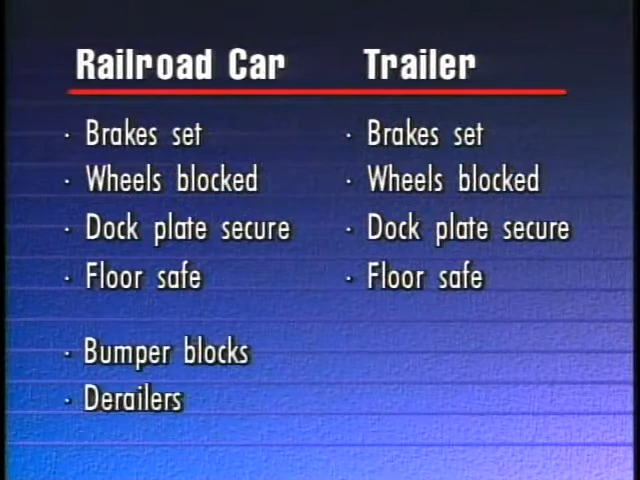 Railroad Car
· Brakes set
· Wheels blocked
· Dock plate secure
· Floor safe
· Bumper blocks
· Derailers
Trailer
· Brakes set
· Wheels blocked
· Dock plate secure
· Floor safe